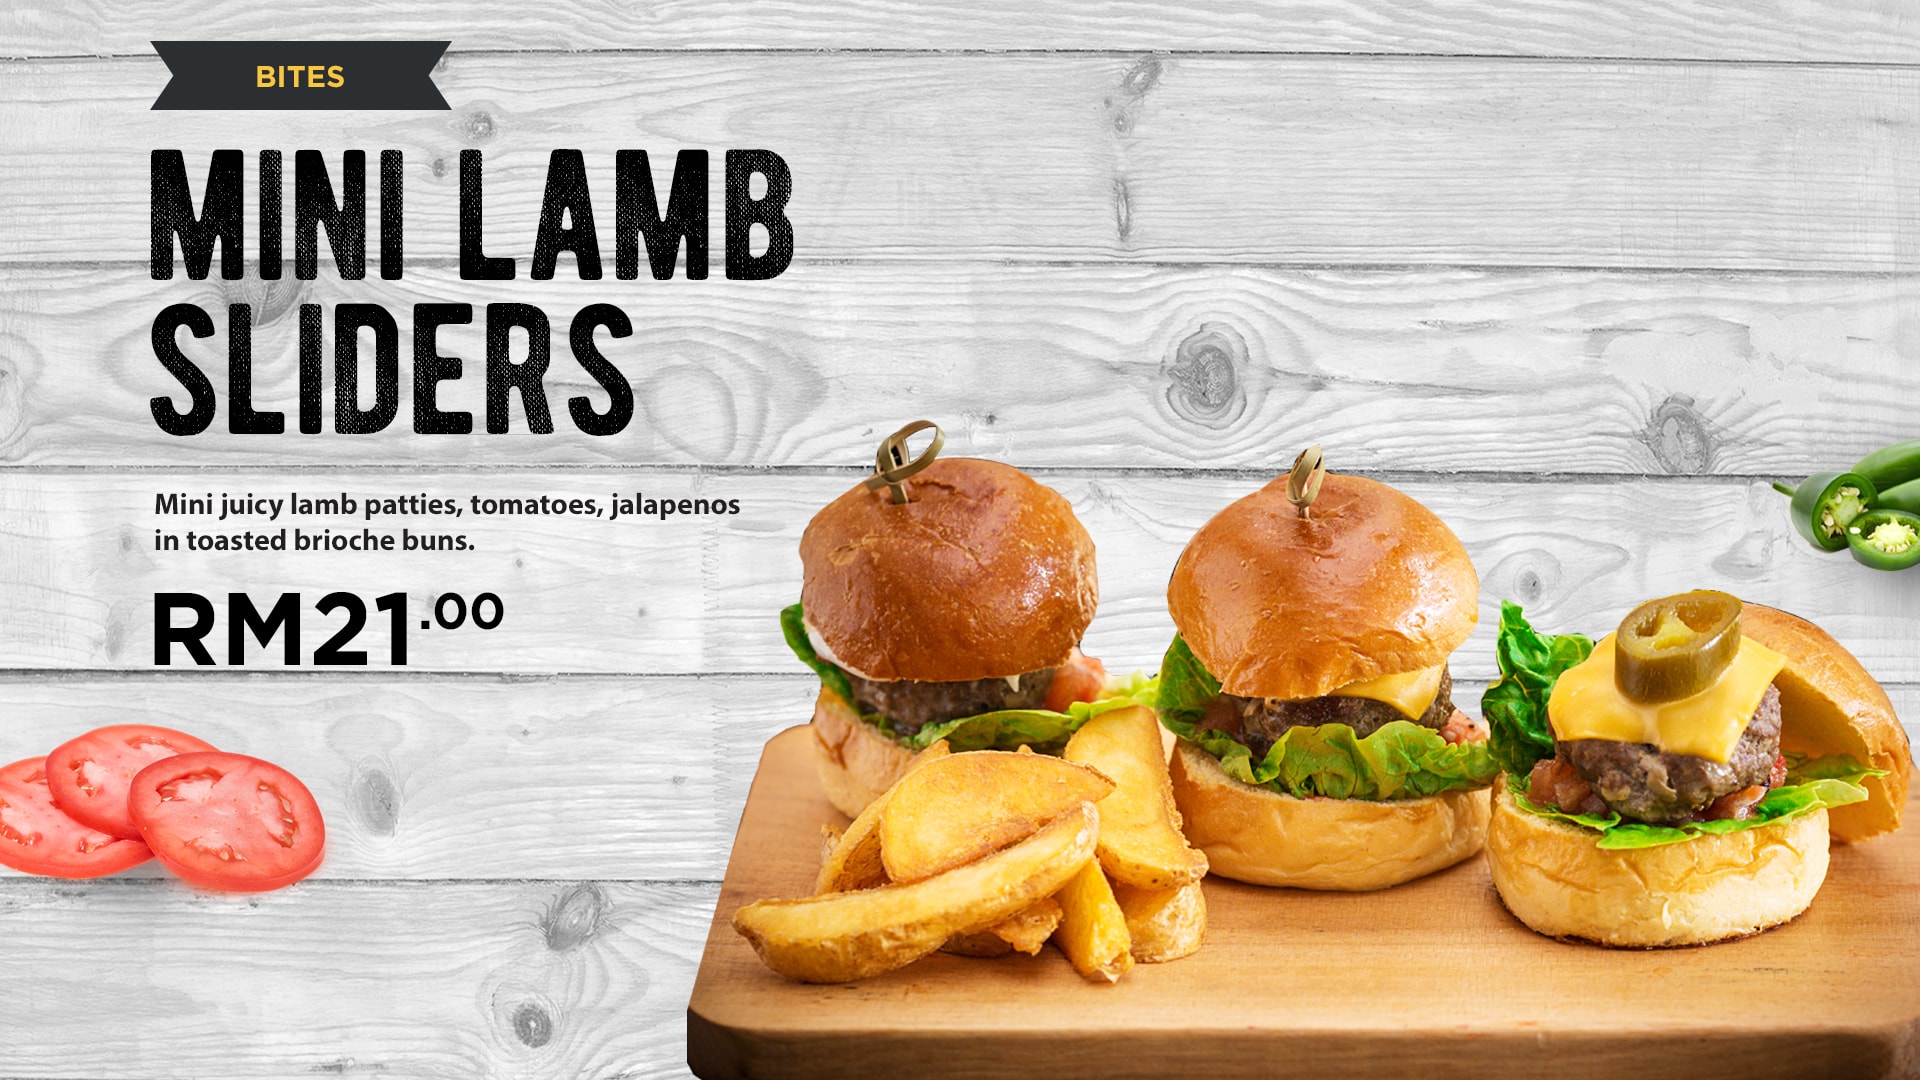 BITES
MINI LAMB
SLIDERS
Mini juicy lamb patties, tomatoes, jalapenos
in toasted brioche buns.
RM21.00